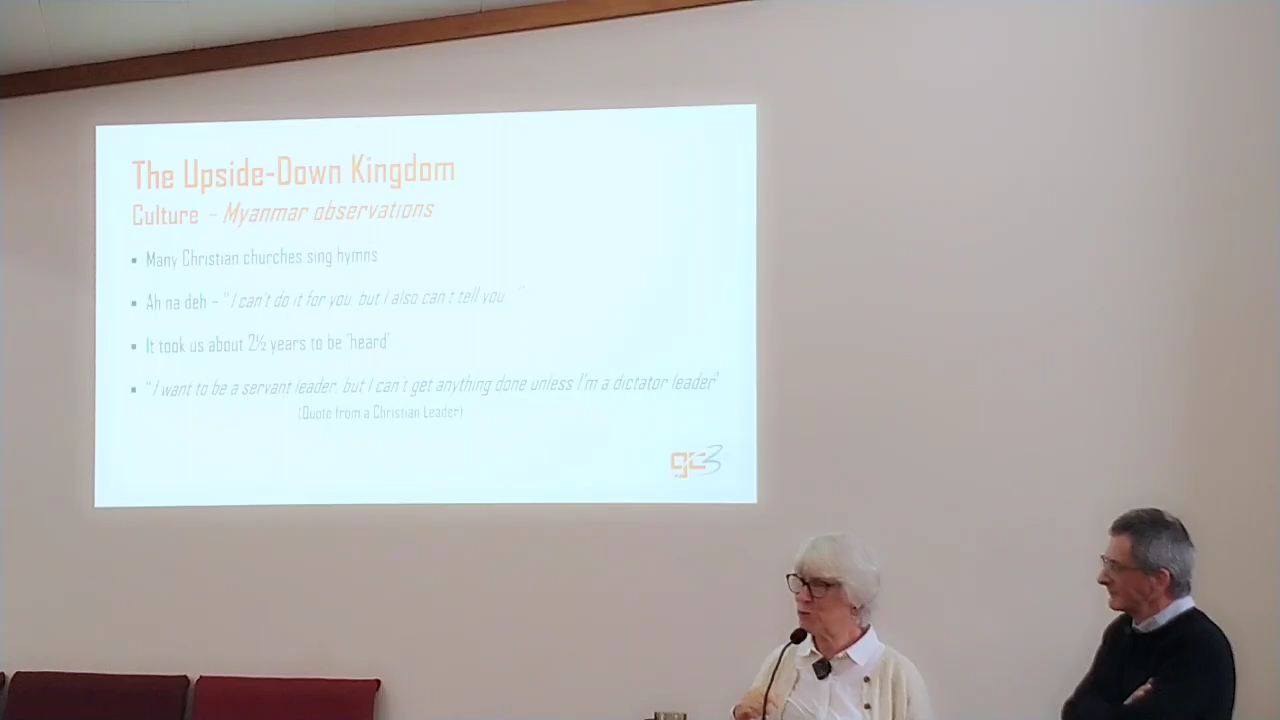 The Upside-Down Kingdom
Culture – Myanmar observations
▪ Many Christian churches sing hymns
▪ Ah na deh – "I can't do it for you, but I also can't tell you..."
▪ It took us about 2½ years to be 'heard'
▪ "I want to be a servant leader, but I can't get anything done unless I'm a dictator leader"
(Quote from a Christian Leader)
gc3